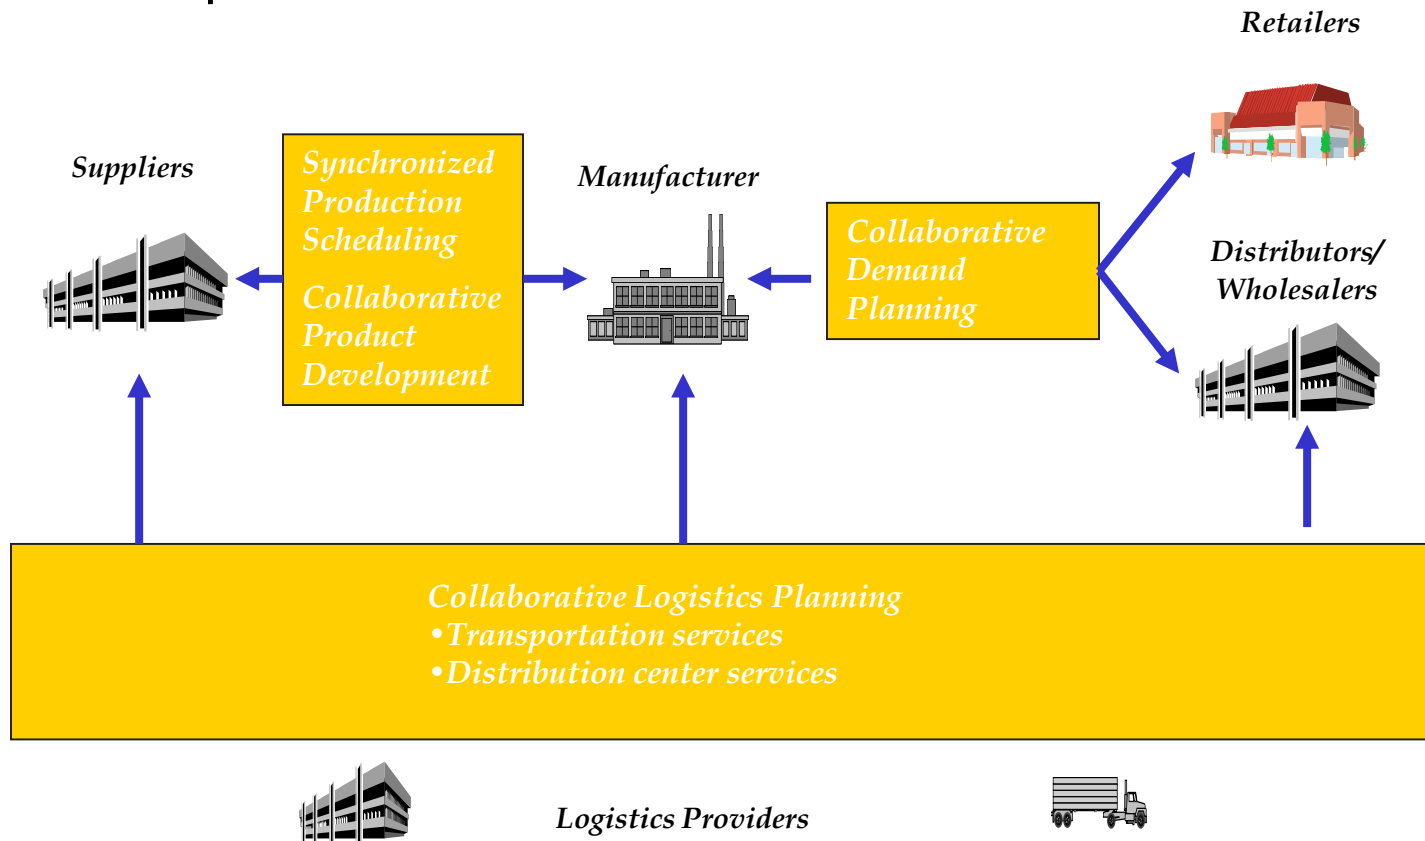 Retailers
Suppliers
Synchronized
Production
Scheduling
Collaborative
Product
Development
Manufacturer
Collaborative
Demand
Planning
Distributors/
Wholesalers
Collaborative Logistics Planning
•Transportation services
•Distribution center services
Logistics Providers